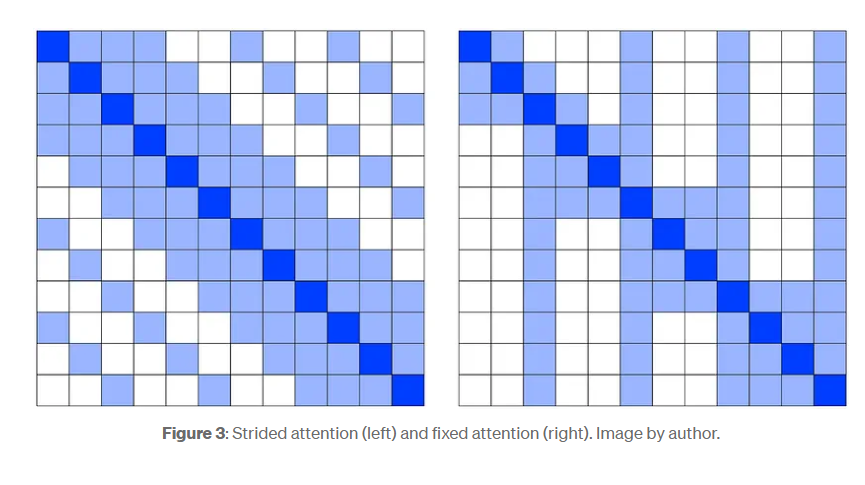 Figure 3: Strided attention (left) and fixed attention (right). Image by author.